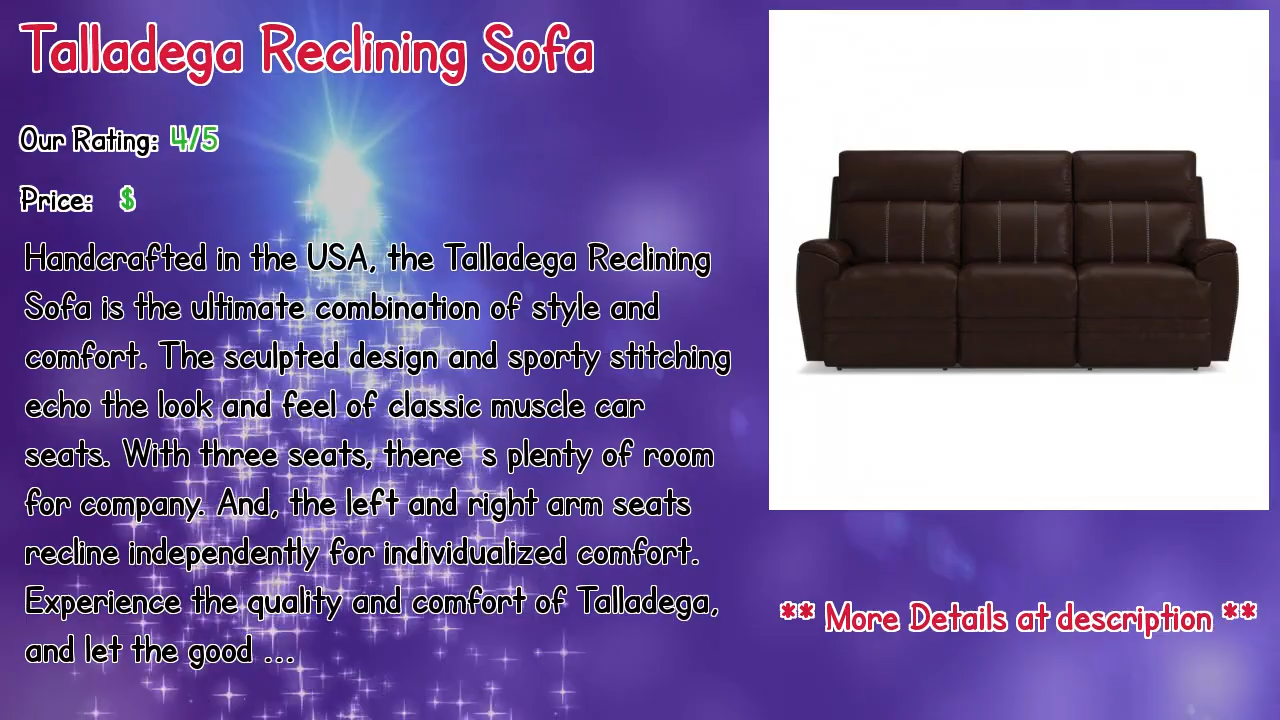 Talladega Reclining Sofa
Our Rating: 4/5
Price: $
Handcrafted in the USA, the Talladega Reclining
Sofa is the ultimate combination of style and
comfort. The sculpted design and sporty stitching
echo the look and feel of classic muscle car
seats. With three seats, there s plenty of room
for company. And, the left and right arm seats
recline independently for individualized comfort.
Experience the quality and comfort of Talladega,
and let the good ...
** More Details at description **